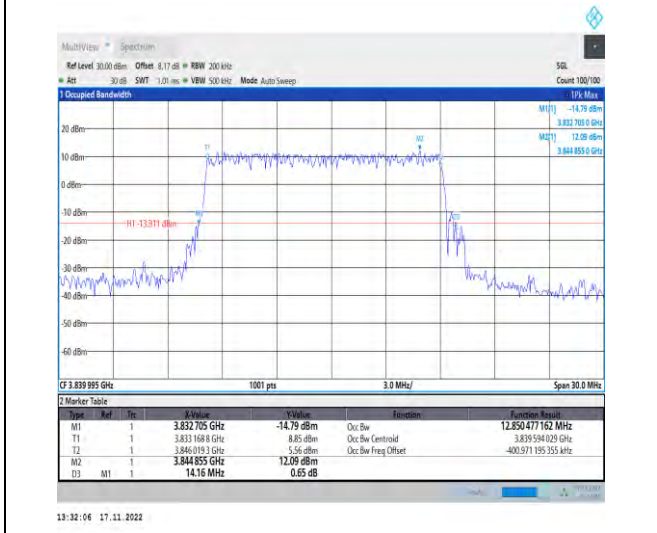 MultiView Spectrum
Ref Level 30.00 dBm Offset 8.17 dB RBW 200 kHz SGL
Att 30 dB SWT 1.01 ms VBW 500 kHz Mode Auto Sweep Count 100/100
1 Occupied Bandwidth 1Pk Max
M1[1] -14.79 dBm
3.832 705 0 GHz
20 dBm
M2[1] 12.09 dBm
3.844 855 0 GHz
T1 M2
10 dBm
0 dBm
-10 dBm
H1 -13.911 dBm
-20 dBm
-30 dBm
-40 dBm
-50 dBm
-60 dBm
CF 3.839 995 GHz 1001 pts 3.0 MHz/ Span 30.0 MHz
2 Marker Table
Type Ref Trc X-Value Y-Value Function Function Result
M1 1 3.832 705 GHz -14.79 dBm Occ Bw 12.850 477 162 MHz
T1 1 3.833 168 8 GHz 8.85 dBm Occ Bw Centroid 3.839 594 029 GHz
T2 1 3.846 019 3 GHz 5.56 dBm Occ Bw Freq Offset -400.971 195 355 kHz
M2 1 3.844 855 GHz 12.09 dBm
D3 M1 1 14.16 MHz 0.65 dB
13:32:06 17.11.2022